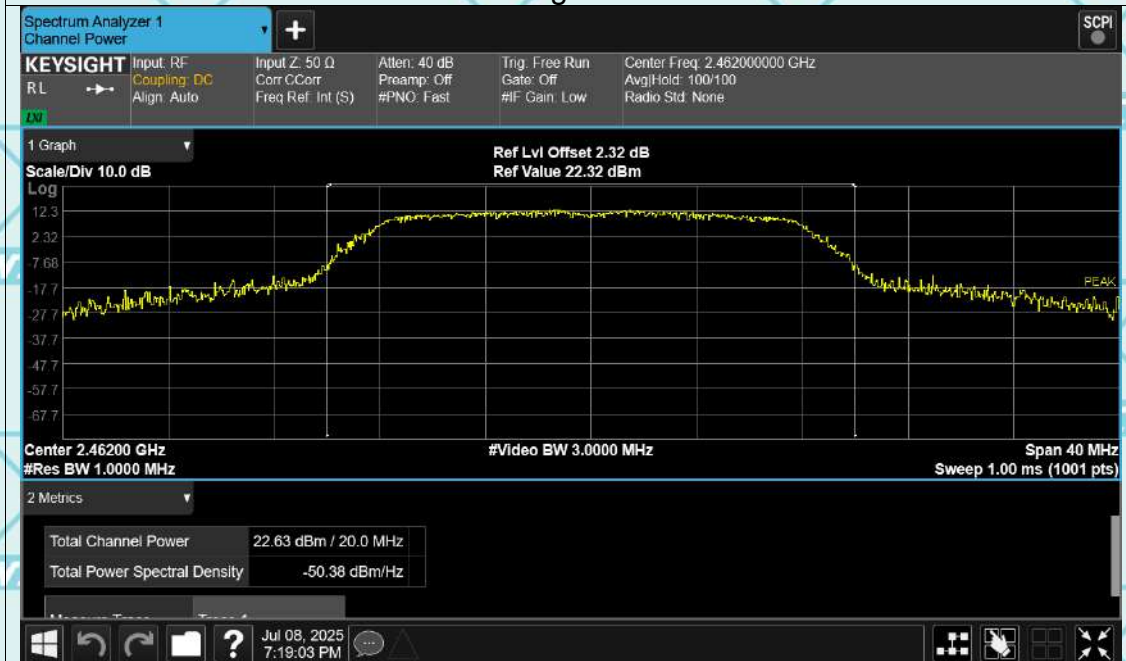 Spectrum Analyzer 1
Channel Power
+
SCPI
KEYSIGHT
RL
LXI
Input: RF
Coupling: DC
Align: Auto
Input Z: 50 Ω
Corr CCorr
Freq Ref: Int (S)
Atten: 40 dB
Preamp: Off
#PNO: Fast
Trig: Free Run
Gate: Off
#IF Gain: Low
Center Freq: 2.462000000 GHz
Avg|Hold: 100/100
Radio Std: None
1 Graph
Scale/Div 10.0 dB
Ref Lvl Offset 2.32 dB
Ref Value 22.32 dBm
Log
12.3
2.32
-7.68
-17.7
-27.7
-37.7
-47.7
-57.7
-67.7
PEAK
Center 2.46200 GHz
#Res BW 1.0000 MHz
#Video BW 3.0000 MHz
Span 40 MHz
Sweep 1.00 ms (1001 pts)
2 Metrics
Total Channel Power 22.63 dBm / 20.0 MHz
Total Power Spectral Density -50.38 dBm/Hz
?
Jul 08, 2025
7:19:03 PM